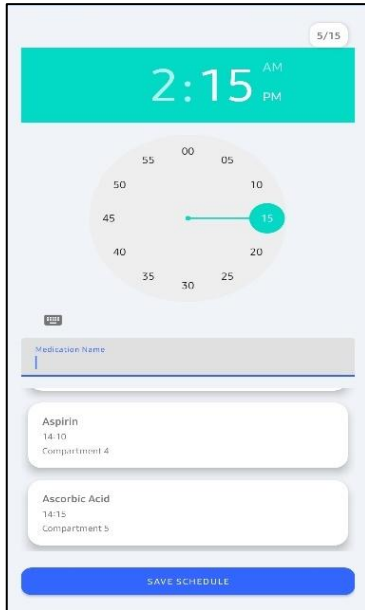 5/15
2:15
AM
PM
00
05
10
15
20
25
30
35
40
45
50
55
Medication Name
Aspirin
14:10
Compartment 4
Ascorbic Acid
14:15
Compartment 5
SAVE SCHEDULE